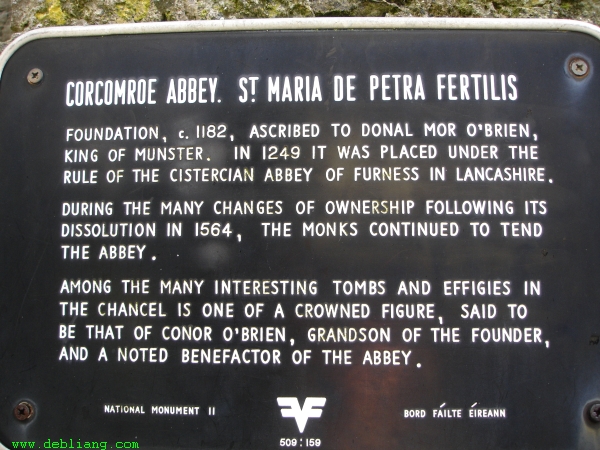 CORCOMROE ABBEY. ST MARIA DE PETRA FERTILIS
FOUNDATION, c. 1182, ASCRIBED TO DONAL MOR O'BRIEN,
KING OF MUNSTER. IN 1249 IT WAS PLACED UNDER THE
RULE OF THE CISTERCIAN ABBEY OF FURNESS IN LANCASHIRE.
DURING THE MANY CHANGES OF OWNERSHIP FOLLOWING ITS
DISSOLUTION IN 1564, THE MONKS CONTINUED TO TEND
THE ABBEY.
AMONG THE MANY INTERESTING TOMBS AND EFFIGIES IN
THE CHANCEL IS ONE OF A CROWNED FIGURE, SAID TO
BE THAT OF CONOR O'BRIEN, GRANDSON OF THE FOUNDER,
AND A NOTED BENEFACTOR OF THE ABBEY.
NATIONAL MONUMENT 11
BORD FÁILTE ÉIREANN
509:159
www.debliang.com